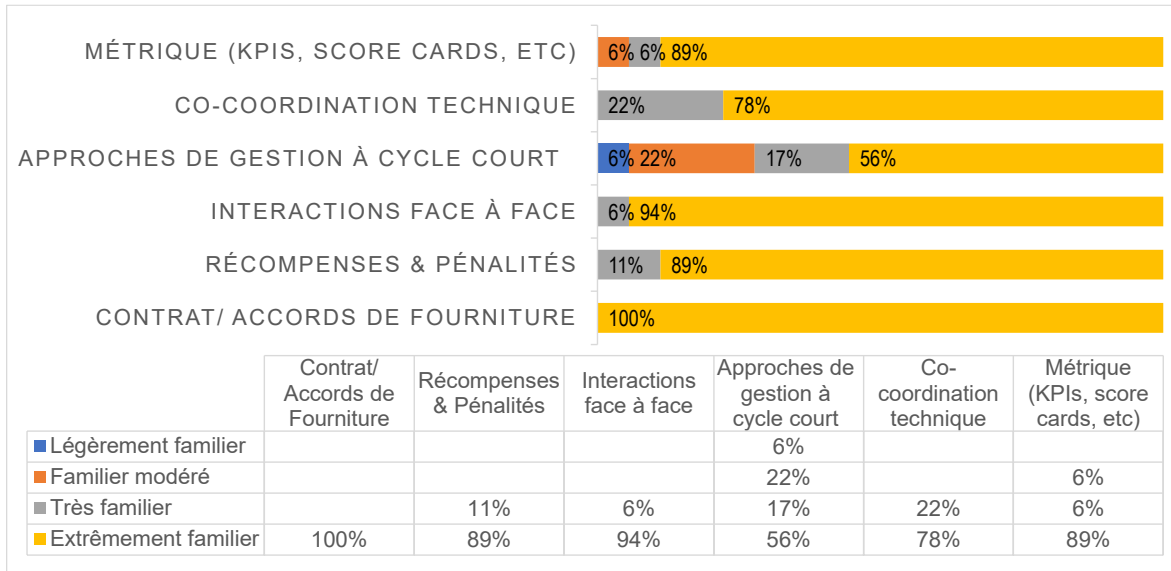 MÉTRIQUE (KPIS, SCORE CARDS, ETC) 6% 6% 89%
CO-COORDINATION TECHNIQUE 22% 78%
APPROCHES DE GESTION À CYCLE COURT 6% 22% 17% 56%
INTERACTIONS FACE À FACE 6% 94%
RÉCOMPENSES & PÉNALITÉS 11% 89%
CONTRAT/ ACCORDS DE FOURNITURE 100%
Contrat/
Accords de
Fourniture
Récompenses
& Pénalités
Interactions
face à face
Approches de
gestion à
cycle court
Co-
coordination
technique
Métrique
(KPIs, score
cards, etc)
Légèrement familier 6%
Familier modéré 22% 6%
Très familier 11% 6% 17% 22% 6%
Extrêmement familier 100% 89% 94% 56% 78% 89%